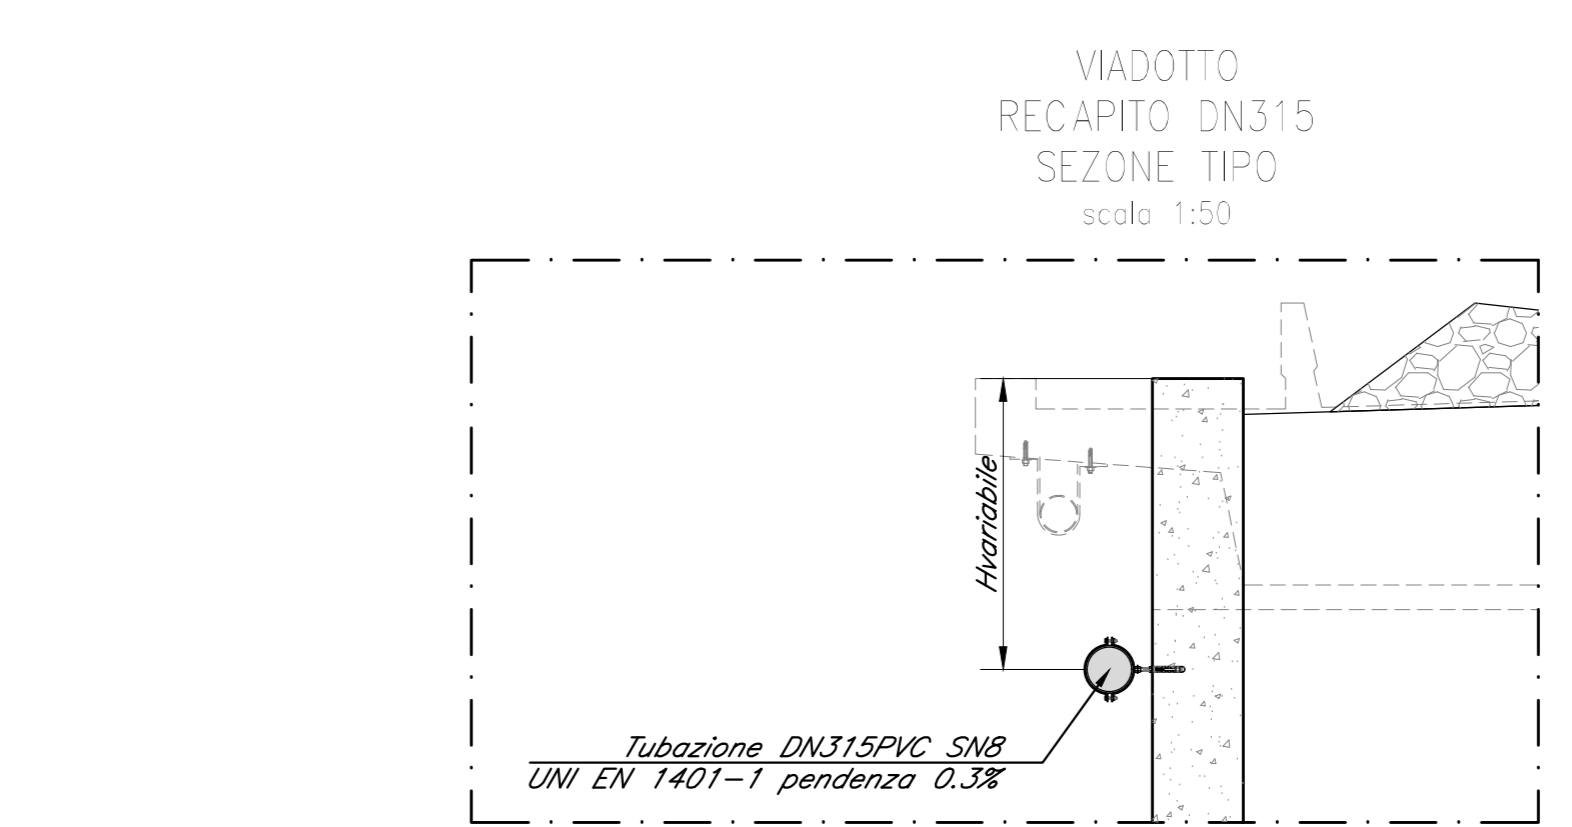 VIADOTTO
RECAPITO DN315
SEZONE TIPO
scala 1:50
Hvariabile
Tubazione DN315PVC SN8
UNI EN 1401-1 pendenza 0.3%